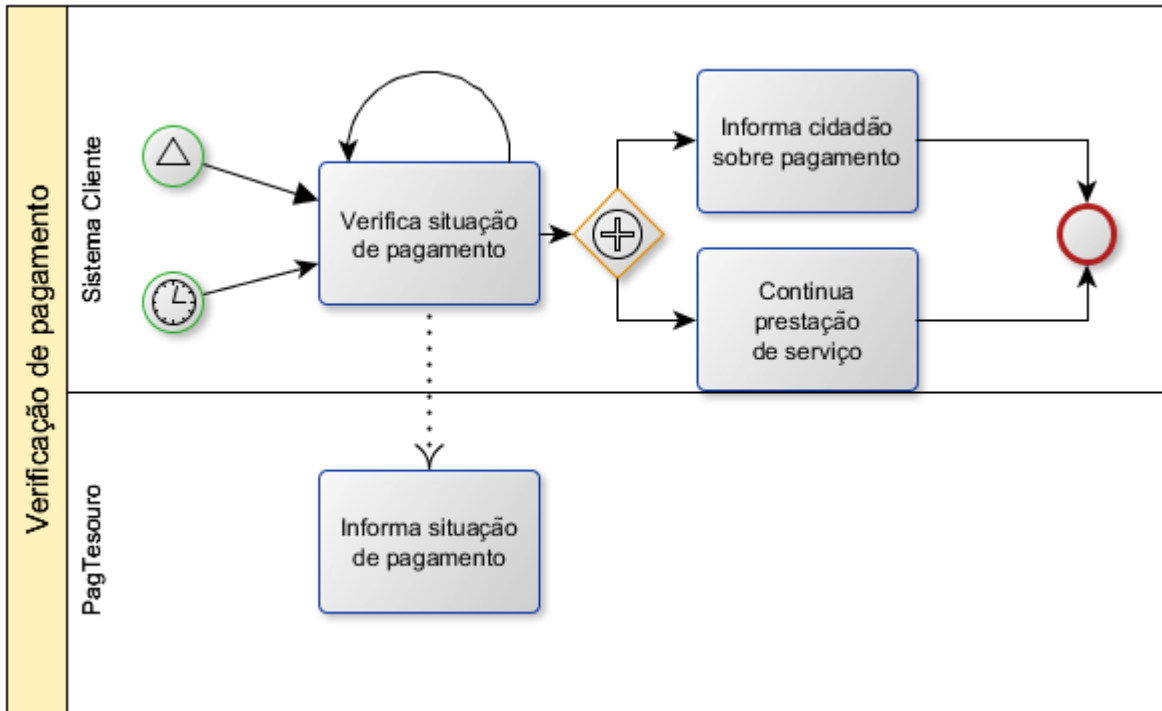 Verificação de pagamento
Sistema Cliente
Verifica situação
de pagamento
Informa cidadão
sobre pagamento
Continua
prestação
de serviço
PagTesouro
Informa situação
de pagamento